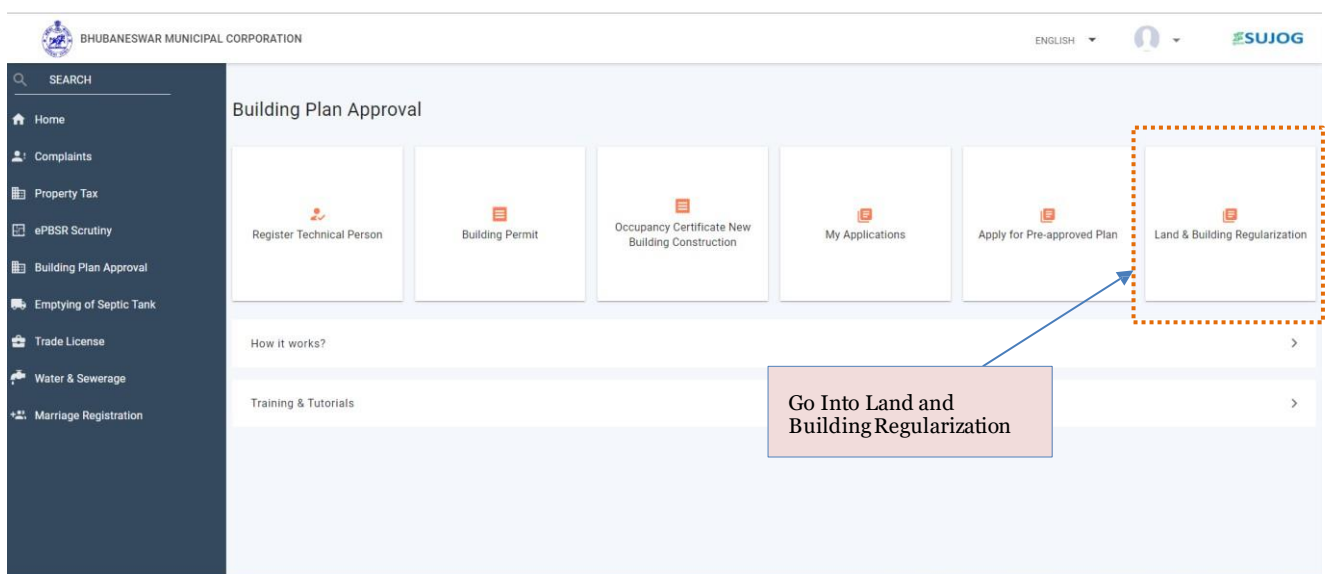 BHUBANESWAR MUNICIPAL CORPORATION
ENGLISH
SUJOG
SEARCH
Home
Complaints
Property Tax
ePBSR Scrutiny
Building Plan Approval
Emptying of Septic Tank
Trade License
Water & Sewerage
Marriage Registration
Building Plan Approval
Register Technical Person
Building Permit
Occupancy Certificate New
Building Construction
My Applications
Apply for Pre-approved Plan
Land & Building Regularization
How it works?
Training & Tutorials
Go Into Land and
Building Regularization